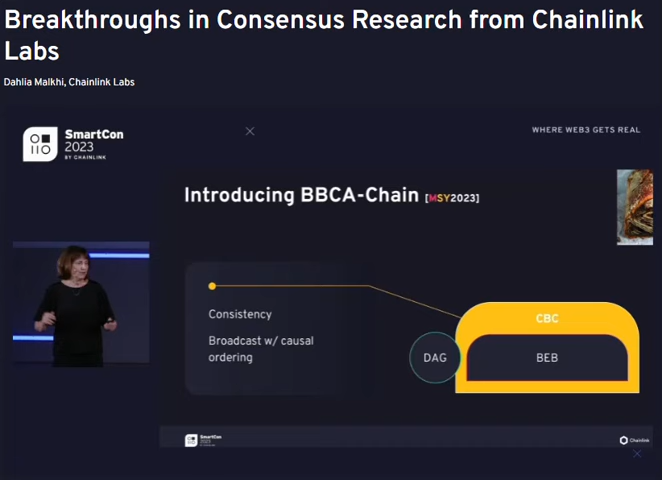 Breakthroughs in Consensus Research from Chainlink
Labs
Dahlia Malkhi, Chainlink Labs
SmartCon
2023
BY CHAINLINK
WHERE WEB3 GETS REAL
Introducing BBCA-Chain [MSY2023]
Consistency
Broadcast w/ causal
ordering
CBC
DAG
BEB
SmartCon
2023
Chainlink